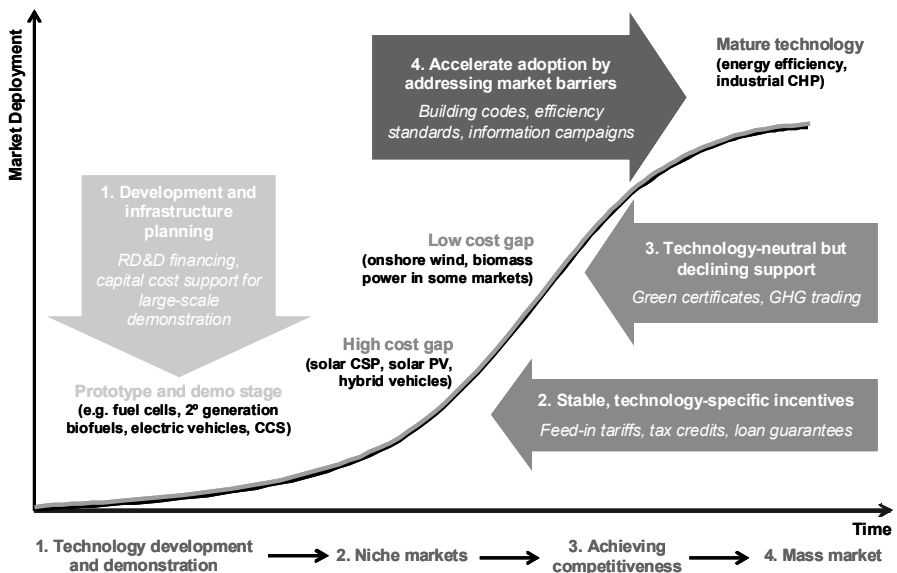 Market Deployment
4. Accelerate adoption by
addressing market barriers
Building codes, efficiency
standards, information campaigns
Mature technology
(energy efficiency,
industrial CHP)
1. Development and
infrastructure
planning
RD&D financing,
capital cost support for
large-scale
demonstration
Low cost gap
(onshore wind, biomass
power in some markets)
3. Technology-neutral but
declining support
Green certificates, GHG trading
High cost gap
(solar CSP, solar PV,
hybrid vehicles)
Prototype and demo stage
(e.g. fuel cells, 2º generation
biofuels, electric vehicles, CCS)
2. Stable, technology-specific incentives
Feed-in tariffs, tax credits, loan guarantees
Time
1. Technology development
and demonstration
2. Niche markets
3. Achieving
competitiveness
4. Mass market